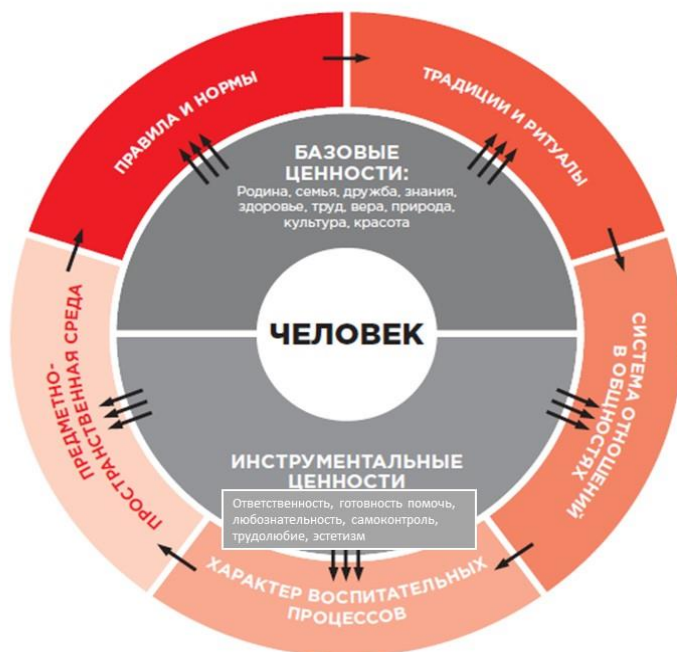 ПРАВИЛА И НОРМЫ
ТРАДИЦИИ И РИТУАЛЫ
БАЗОВЫЕ
ЦЕННОСТИ:
Родина, семья, дружба, знания,
здоровье, труд, вера, природа,
культура, красота
ЧЕЛОВЕК
ПРЕДМЕТНО-
ПРОСТРАНСТВЕННАЯ СРЕДА
СИСТЕМА ОТНОШЕНИЙ
В ОБЩНОСТЯХ
ИНСТРУМЕНТАЛЬНЫЕ
ЦЕННОСТИ
Ответственность, готовность помочь,
любознательность, самоконтроль,
трудолюбие, эстетизм
ХАРАКТЕР ВОСПИТАТЕЛЬНЫХ
ПРОЦЕССОВ